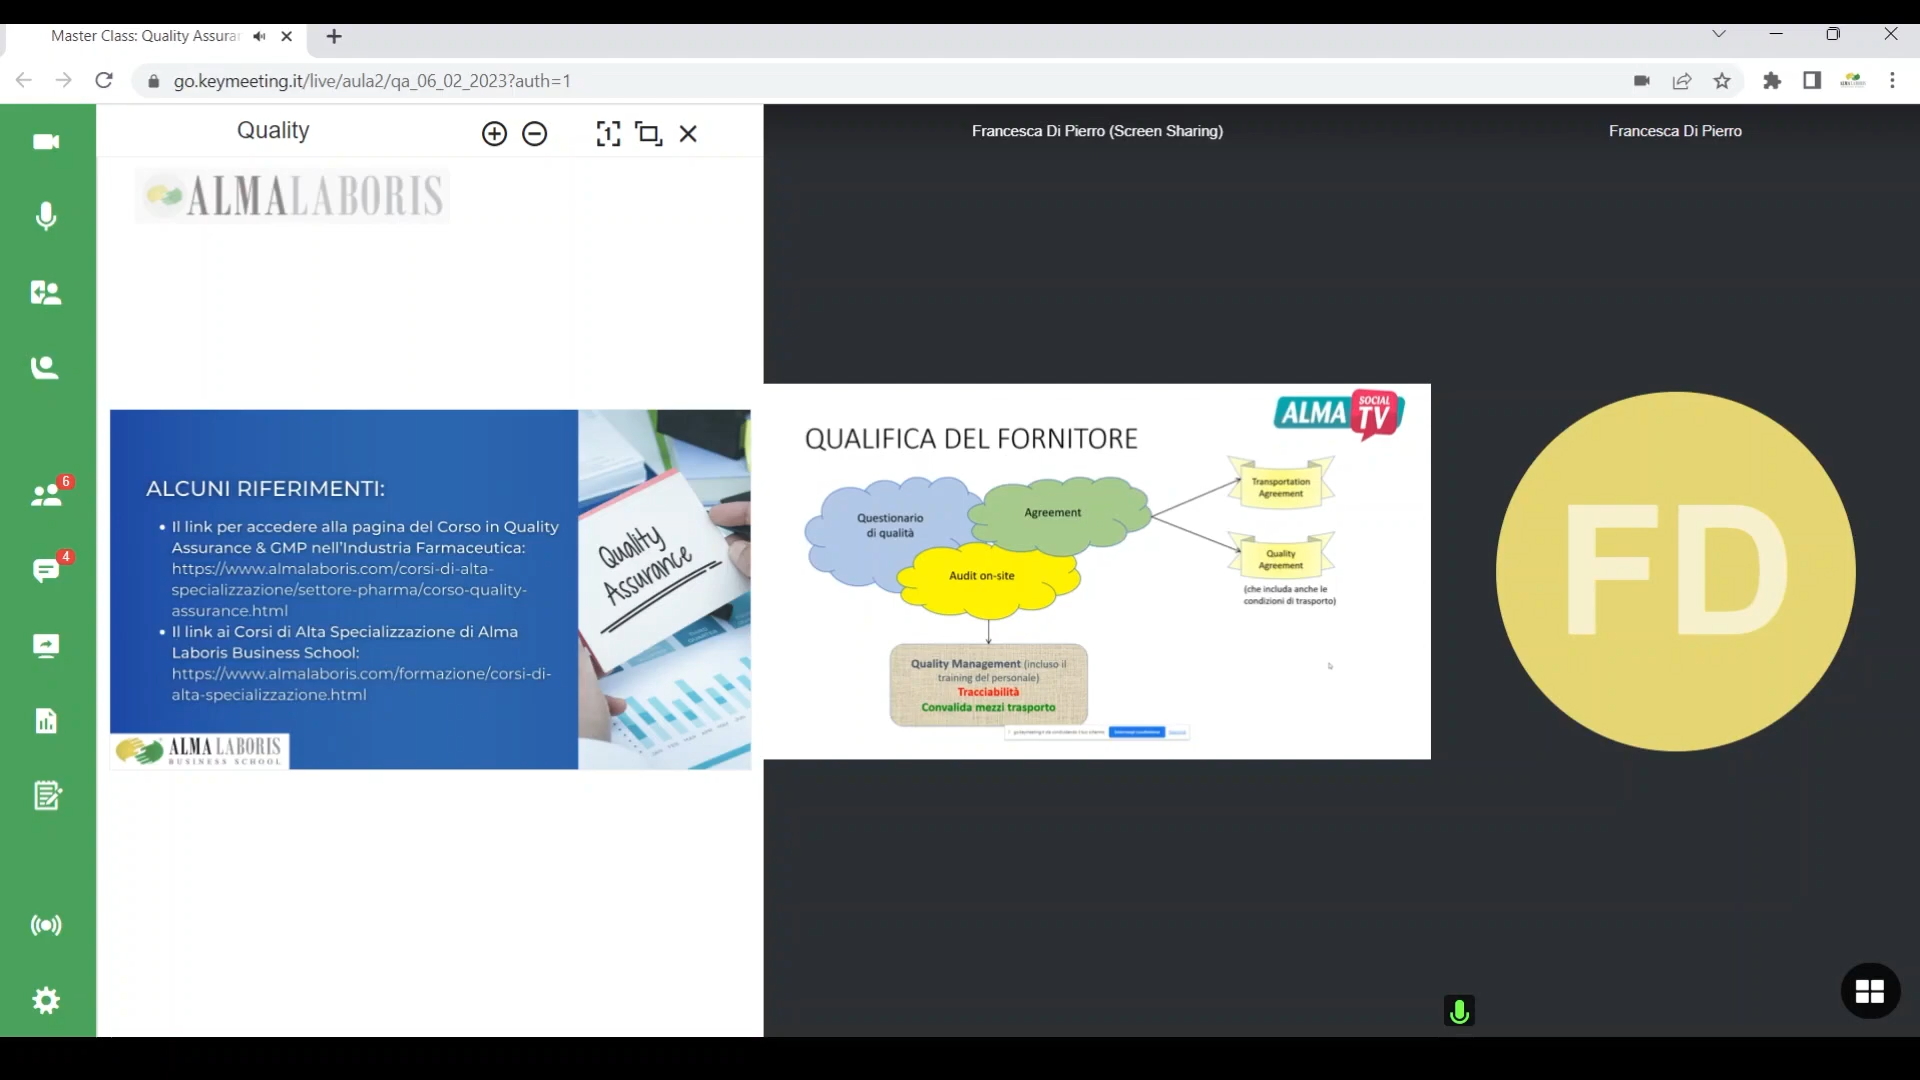 Master Class: Quality Assura
go.keymeeting.it/live/aula2/qa_06_02_2023?auth=1
Quality
ALMALABORIS
Francesca Di Pierro (Screen Sharing)
Francesca Di Pierro
6
4
ALCUNI RIFERIMENTI:
• Il link per accedere alla pagina del Corso in Quality
Assurance & GMP nell'Industria Farmaceutica:
https://www.almalaboris.com/corsi-di-alta-
specializzazione/settore-pharma/corso-quality-
assurance.html
• Il link ai Corsi di Alta Specializzazione di Alma
Laboris Business School:
https://www.almalaboris.com/formazione/corsi-di-
alta-specializzazione.html
ALMA LABORIS
BUSINESS SCHOOL
Quality
Assurance
ALMA SOCIAL TV
QUALIFICA DEL FORNITORE
Questionario
di qualità
Agreement
Audit on-site
Transportation
Agreement
Quality
Agreement
(che includa anche le
condizioni di trasporto)
Quality Management (incluso il
training del personale)
Tracciabilità
Convalida mezzi trasporto
FD